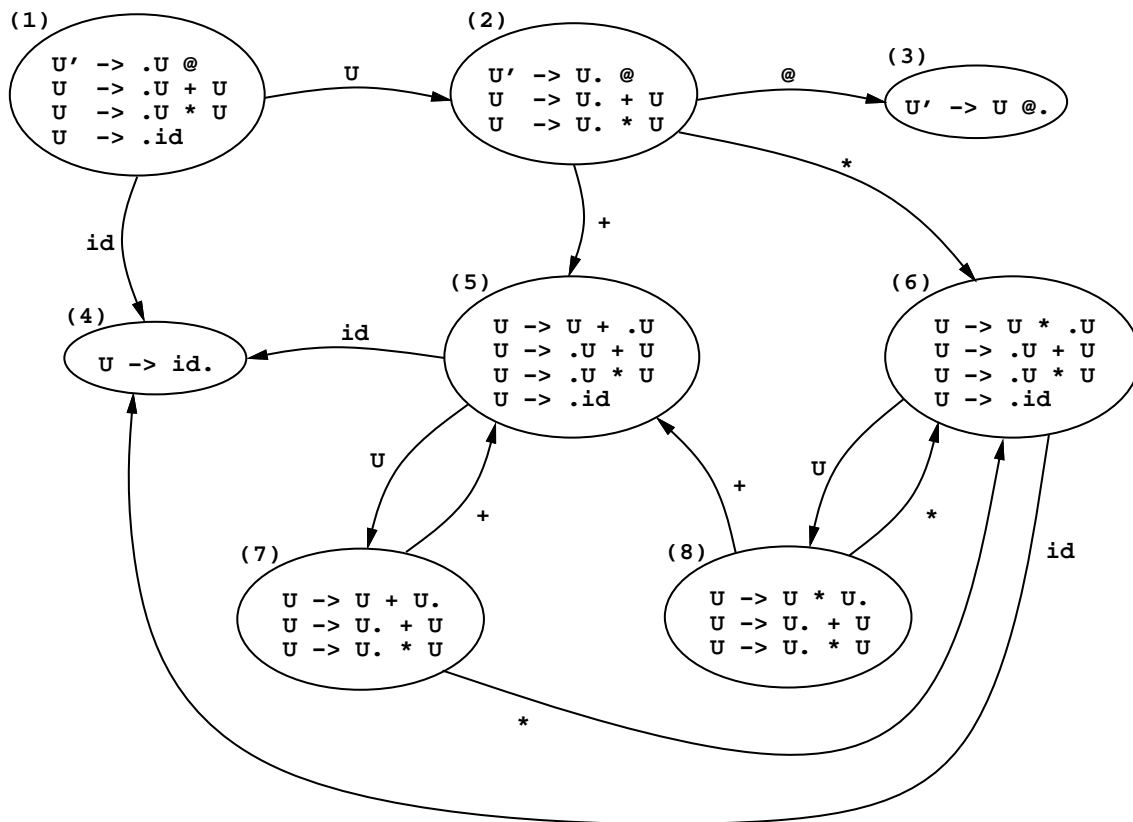 (1)
U' -> .U @
U -> .U + U
U -> .U * U
U -> .id
U
(2)
U' -> U. @
U -> U. + U
U -> U. * U
@
(3)
U' -> U @.
*
+
id
(4)
U -> id.
id
(5)
U -> U + .U
U -> .U + U
U -> .U * U
U -> .id
(6)
U -> U * .U
U -> .U + U
U -> .U * U
U -> .id
U
+
+
U
*
id
(7)
U -> U + U.
U -> U. + U
U -> U. * U
(8)
U -> U * U.
U -> U. + U
U -> U. * U
*